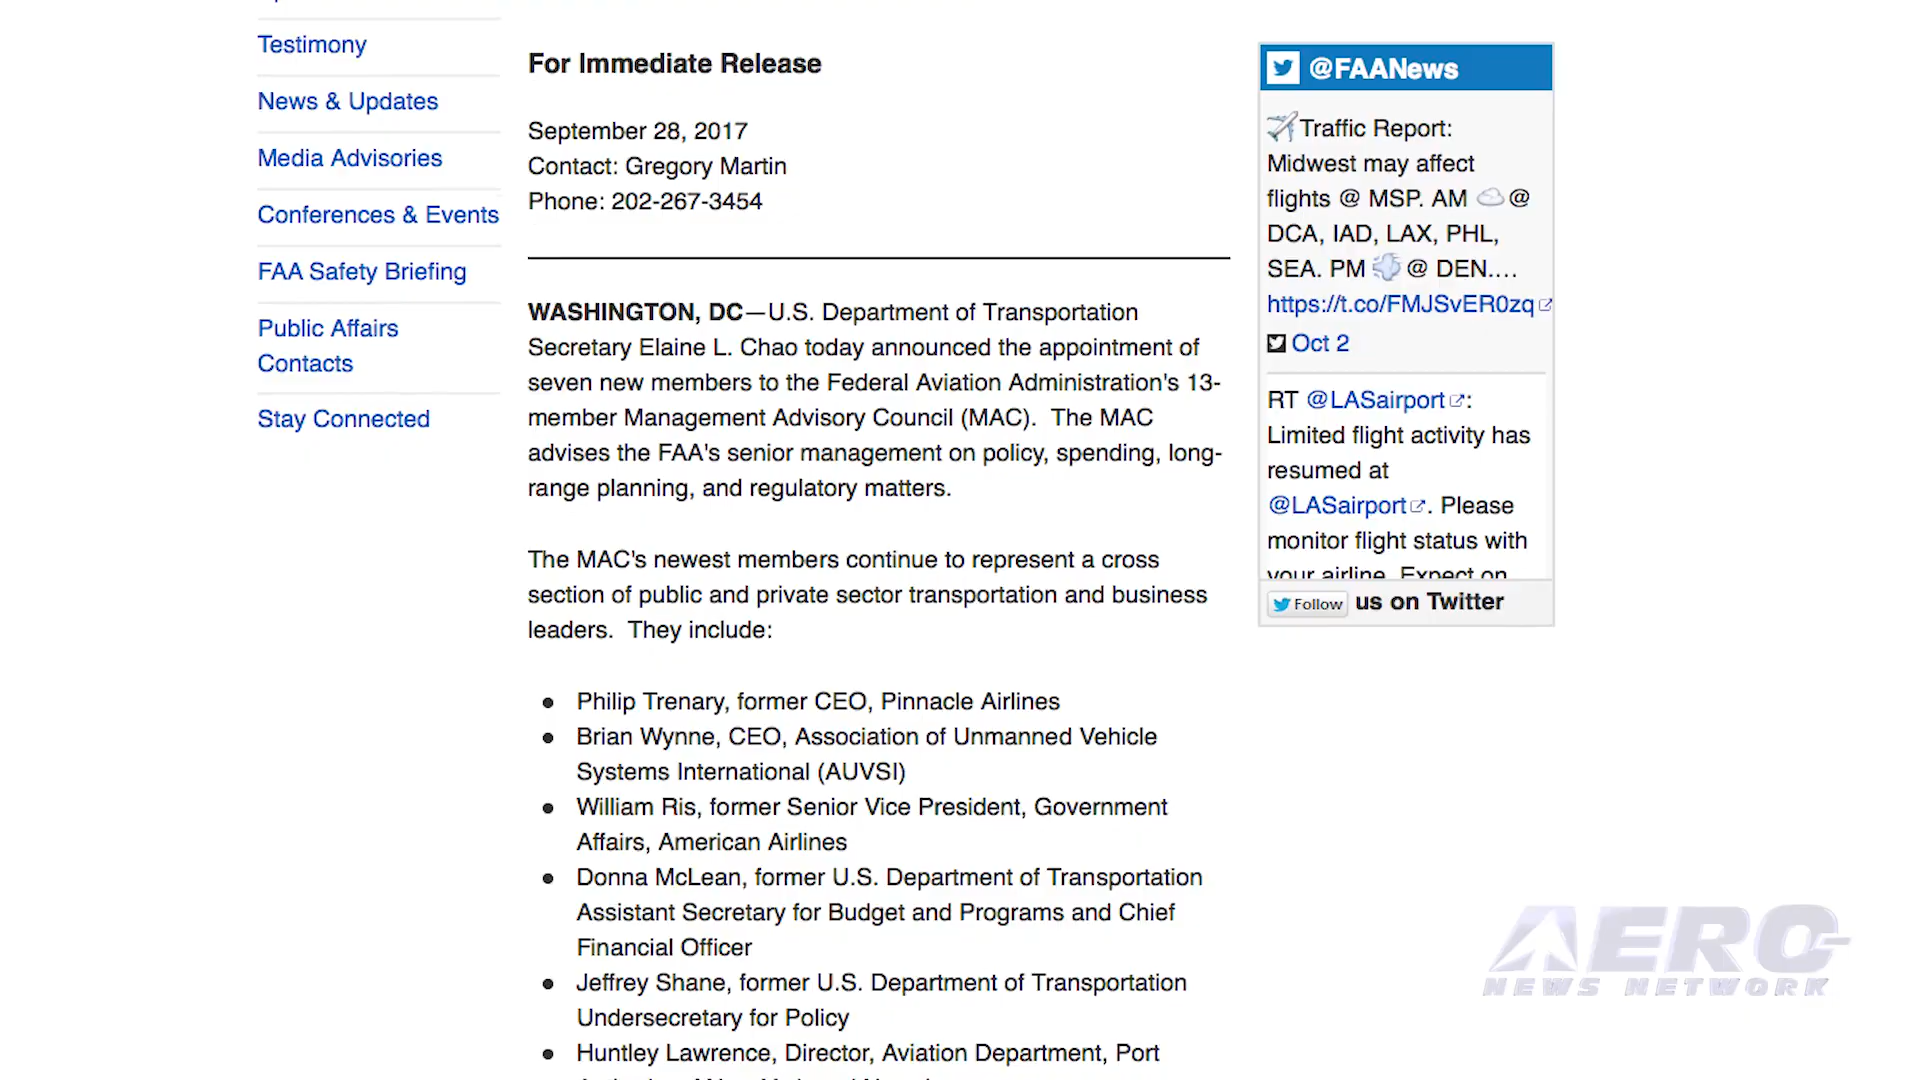 Testimony
News & Updates
Media Advisories
Conferences & Events
FAA Safety Briefing
Public Affairs
Contacts
Stay Connected
For Immediate Release
September 28, 2017
Contact: Gregory Martin
Phone: 202-267-3454
WASHINGTON, DC—U.S. Department of Transportation
Secretary Elaine L. Chao today announced the appointment of
seven new members to the Federal Aviation Administration's 13-
member Management Advisory Council (MAC).  The MAC
advises the FAA's senior management on policy, spending, long-
range planning, and regulatory matters.
The MAC's newest members continue to represent a cross
section of public and private sector transportation and business
leaders.  They include:
● Philip Trenary, former CEO, Pinnacle Airlines
● Brian Wynne, CEO, Association of Unmanned Vehicle
Systems International (AUVSI)
● William Ris, former Senior Vice President, Government
Affairs, American Airlines
● Donna McLean, former U.S. Department of Transportation
Assistant Secretary for Budget and Programs and Chief
Financial Officer
● Jeffrey Shane, former U.S. Department of Transportation
Undersecretary for Policy
● Huntley Lawrence, Director, Aviation Department, Port
@FAANews
✈️Traffic Report:
Midwest may affect
flights @ MSP. AM ☁️@
DCA, IAD, LAX, PHL,
SEA. PM 💨 @ DEN.…
https://t.co/FMJSvER0zq
Oct 2
RT @LASairport:
Limited flight activity has
resumed at
@LASairport. Please
monitor flight status with
your airline. Expect on
Follow us on Twitter
AERO-
NEWS NETWORK